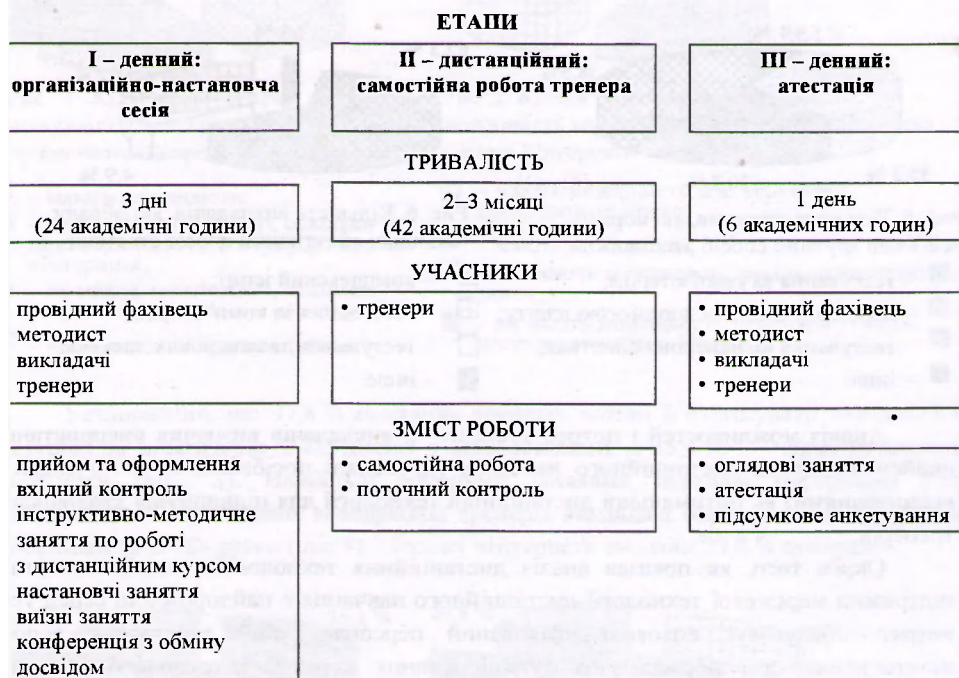 ЕТАПИ
І – денний:
організаційно-настановча
сесія
ІІ – дистанційний:
самостійна робота тренера
ІІІ – денний:
атестація
ТРИВАЛІСТЬ
3 дні
(24 академічні години)
2–3 місяці
(42 академічні години)
1 день
(6 академічних годин)
УЧАСНИКИ
провідний фахівець
методист
викладачі
тренери
• тренери
• провідний фахівець
• методист
• викладачі
• тренери
ЗМІСТ РОБОТИ
прийом та оформлення
вхідний контроль
інструктивно-методичне
заняття по роботі
з дистанційним курсом
настановчі заняття
виїзні заняття
конференція з обміну
досвідом
• самостійна робота
• поточний контроль
• оглядові заняття
• атестація
• підсумкове анкетування